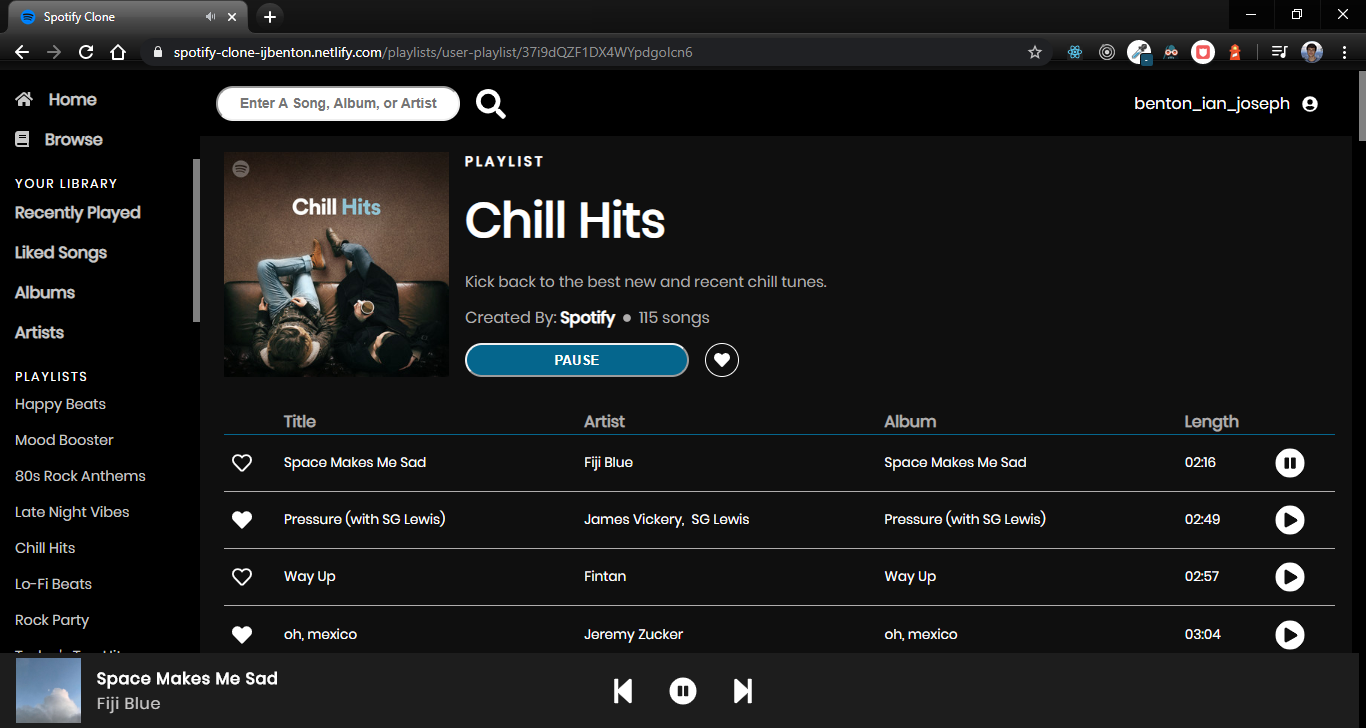 Spotify Clone
spotify-clone-ijbenton.netlify.com/playlists/user-playlist/37i9dQZF1DX4WYpdgoIcn6
Home
Browse
YOUR LIBRARY
Recently Played
Liked Songs
Albums
Artists
PLAYLISTS
Happy Beats
Mood Booster
80s Rock Anthems
Late Night Vibes
Chill Hits
Lo-Fi Beats
Rock Party
Enter A Song, Album, or Artist
benton_ian_joseph
Chill Hits
PLAYLIST
Chill Hits
Kick back to the best new and recent chill tunes.
Created By: Spotify ● 115 songs
PAUSE
Title Artist Album Length
Space Makes Me Sad Fiji Blue Space Makes Me Sad 02:16
Pressure (with SG Lewis) James Vickery, SG Lewis Pressure (with SG Lewis) 02:49
Way Up Fintan Way Up 02:57
oh, mexico Jeremy Zucker oh, mexico 03:04
Space Makes Me Sad
Fiji Blue